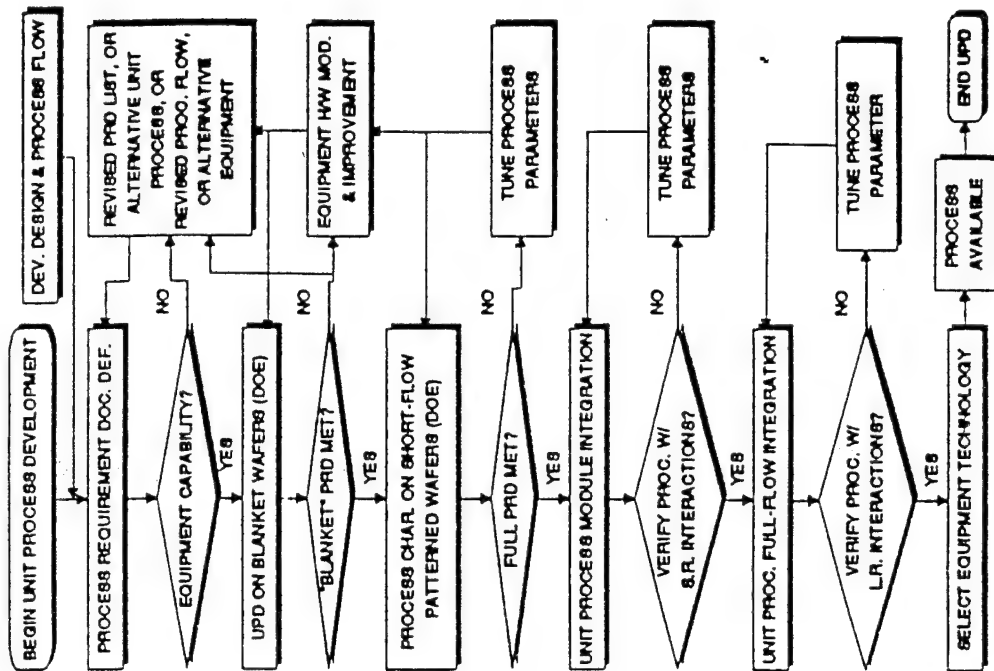 BEGIN UNIT PROCESS DEVELOPMENT
DEV. DESIGN & PROCESS FLOW
PROCESS REQUIREMENT DOC. DEF.
REVISED PRD LIST, OR
ALTERNATIVE UNIT
PROCESS, OR
REVISED PROC. FLOW,
OR ALTERNATIVE
EQUIPMENT
EQUIPMENT CAPABILITY?
NO
YES
UPD ON BLANKET WAFERS (DOE)
EQUIPMENT H/W MOD.
& IMPROVEMENT
"BLANKET" PRD MET?
NO
YES
PROCESS CHAR. ON SHORT-FLOW
PATTERNED WAFERS (DOE)
TUNE PROCESS
PARAMETERS
FULL PRD MET?
NO
YES
UNIT PROCESS MODULE INTEGRATION
TUNE PROCESS
PARAMETERS
VERIFY PROC. W/
S.R. INTERACTIONS?
NO
YES
UNIT PROC. FULL-FLOW INTEGRATION
TUNE PROCESS
PARAMETER
VERIFY PROC. W/
L.R. INTERACTIONS?
NO
YES
SELECT EQUIPMENT TECHNOLOGY
PROCESS
AVAILABLE
END UPD